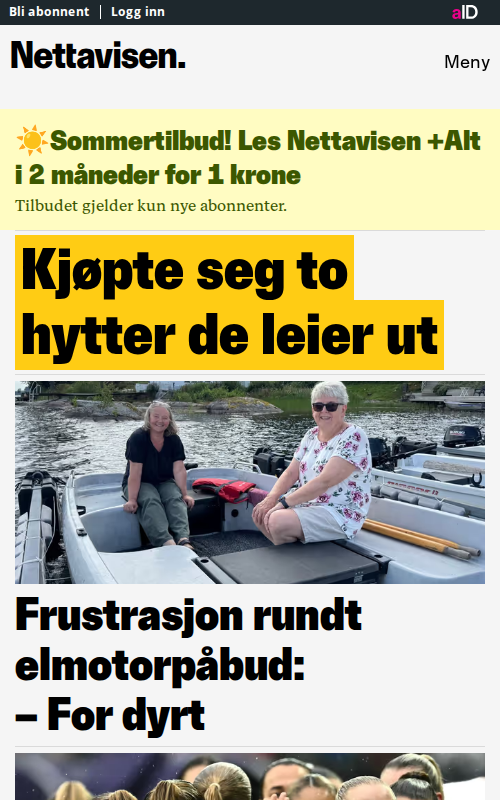 Bli abonnent | Logg inn
aID
Nettavisen.
Meny
☀️Sommertilbud! Les Nettavisen +Alt
i 2 måneder for 1 krone
Tilbudet gjelder kun nye abonnenter.
Kjøpte seg to
hytter de leier ut
Frustrasjon rundt
elmotorpåbud:
– For dyrt